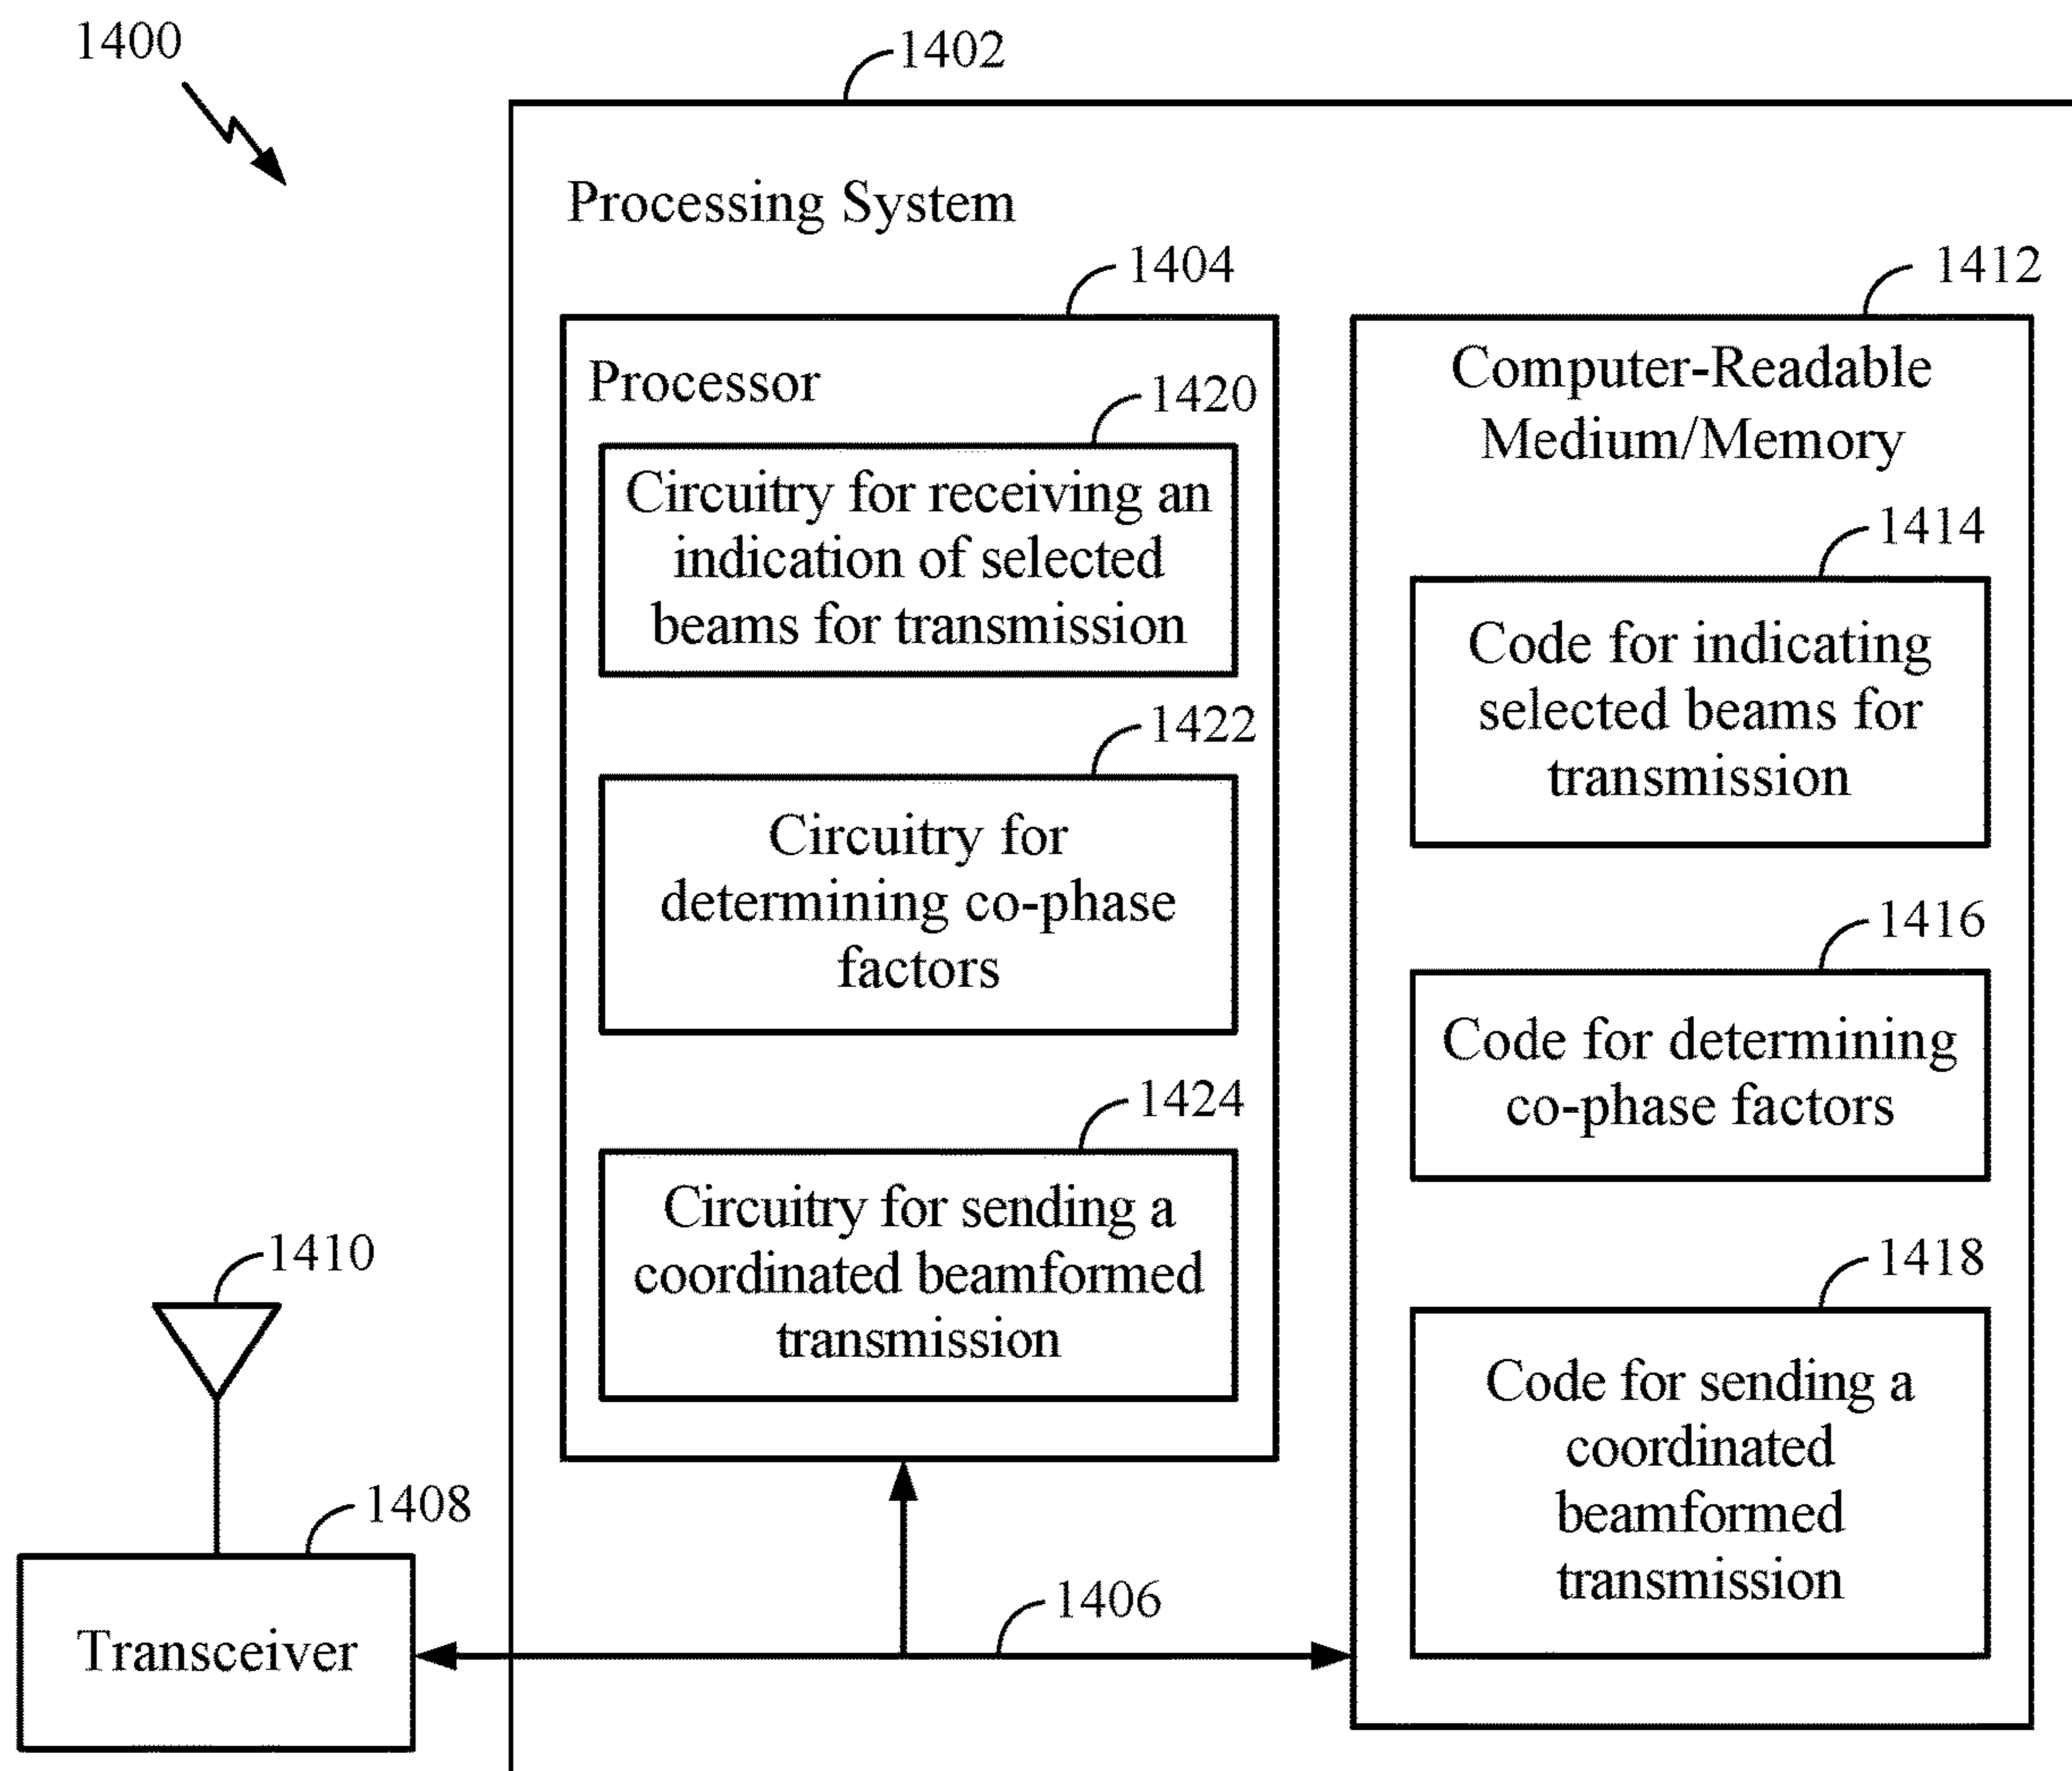 1400
1402
Processing System
1404
1412
Processor
1420
Circuitry for receiving an
indication of selected
beams for transmission
1422
Circuitry for
determining co-phase
factors
1424
Circuitry for sending a
coordinated beamformed
transmission
Computer-Readable
Medium/Memory
1414
Code for indicating
selected beams for
transmission
1416
Code for determining
co-phase factors
1418
Code for sending a
coordinated
beamformed
transmission
1410
1408
Transceiver
1406